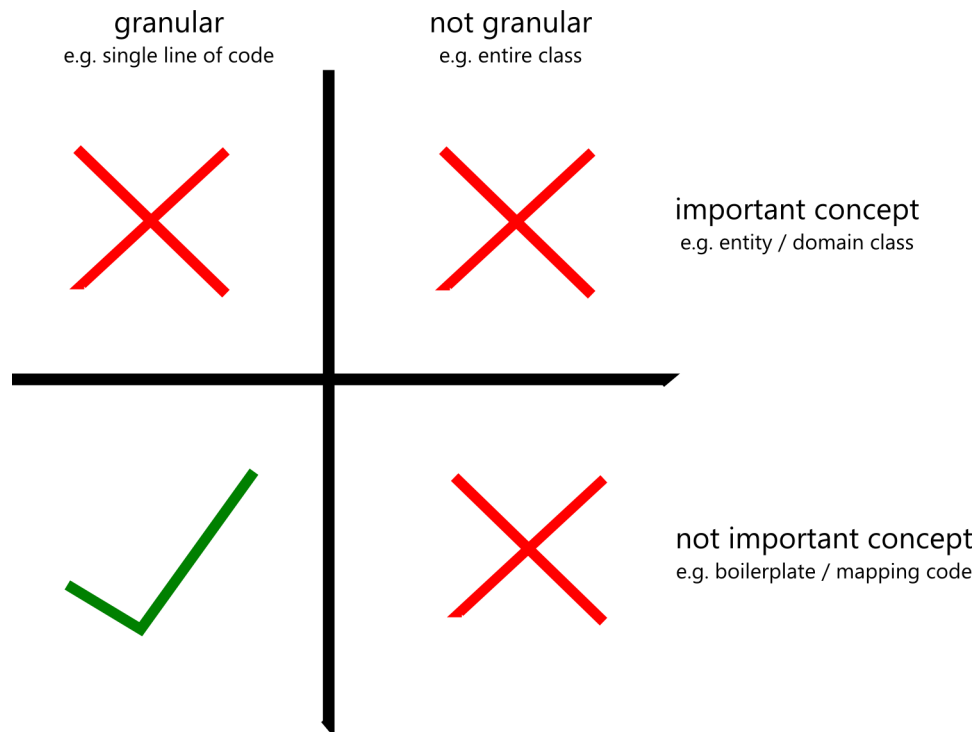 granular
e.g. single line of code
not granular
e.g. entire class
important concept
e.g. entity / domain class
not important concept
e.g. boilerplate / mapping code